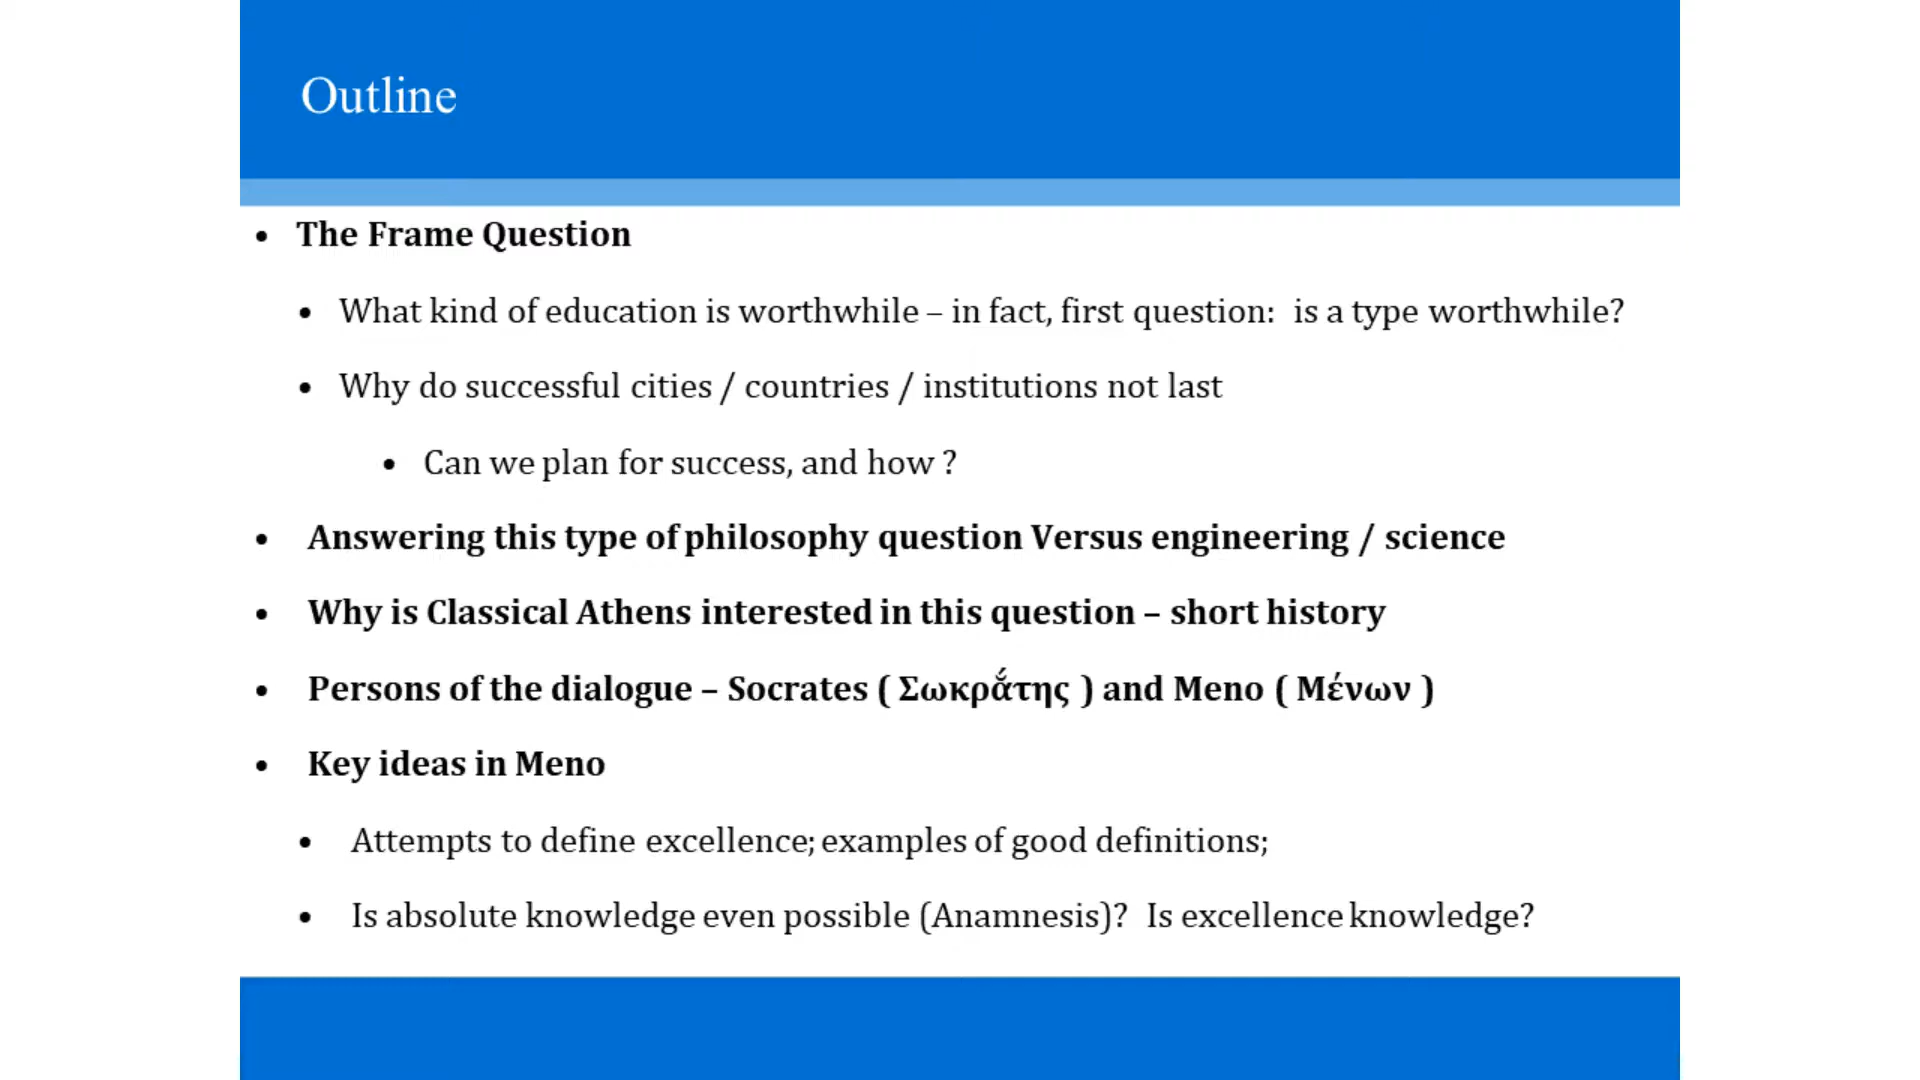 Outline
• The Frame Question
• What kind of education is worthwhile – in fact, first question: is a type worthwhile?
• Why do successful cities / countries / institutions not last
• Can we plan for success, and how ?
• Answering this type of philosophy question Versus engineering / science
• Why is Classical Athens interested in this question – short history
• Persons of the dialogue – Socrates ( Σωκρᾰ́της ) and Meno ( Μένων )
• Key ideas in Meno
• Attempts to define excellence; examples of good definitions;
• Is absolute knowledge even possible (Anamnesis)? Is excellence knowledge?